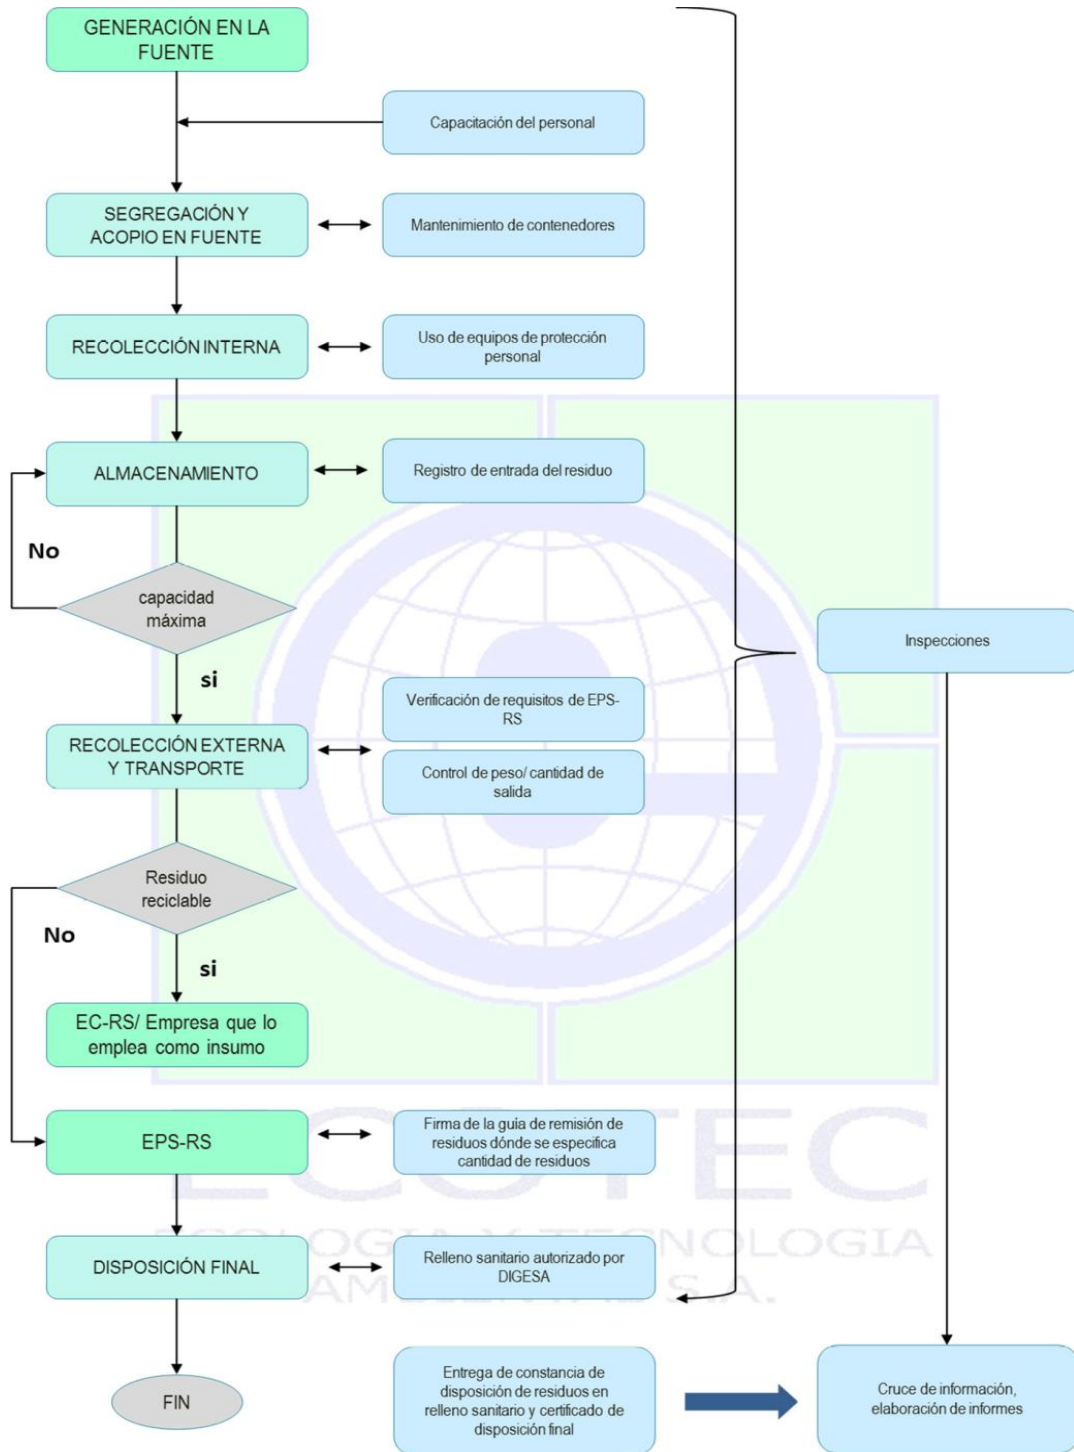 GENERACIÓN EN LA
FUENTE
Capacitación del personal
SEGREGACIÓN Y
ACOPIO EN FUENTE
Mantenimiento de contenedores
RECOLECCIÓN INTERNA
Uso de equipos de protección
personal
ALMACENAMIENTO
Registro de entrada del residuo
No
capacidad
máxima
Inspecciones
si
Verificación de requisitos de EPS-
RS
RECOLECCIÓN EXTERNA
Y TRANSPORTE
Control de peso/ cantidad de
salida
Residuo
reciclable
No
si
EC-RS/ Empresa que lo
emplea como insumo
EPS-RS
Firma de la guía de remisión de
residuos dónde se especifica
cantidad de residuos
ECOTEC
ECOLOGIA Y TECNOLOGIA
AMBIENTAL S.A.
DISPOSICIÓN FINAL
Relleno sanitario autorizado por
DIGESA
FIN
Entrega de constancia de
disposición de residuos en
relleno sanitario y certificado de
disposición final
Cruce de información,
elaboración de informes